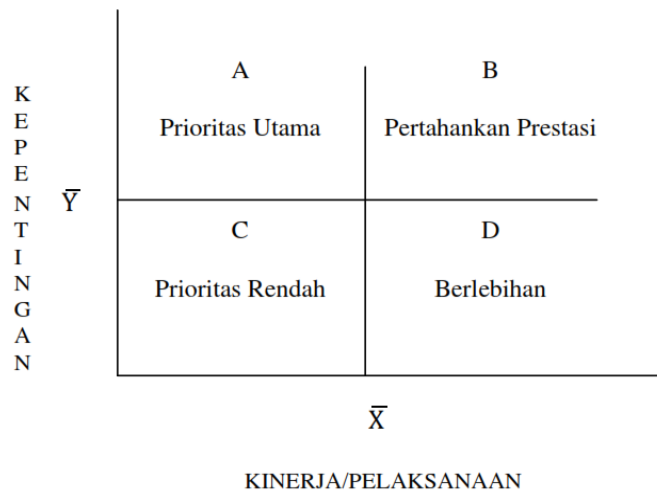 A
B
Prioritas Utama
Pertahankan Prestasi
K
E
P
E
N
T
I
N
G
A
N
Y̅
C
D
Prioritas Rendah
Berlebihan
X̅
KINERJA/PELAKSANAAN